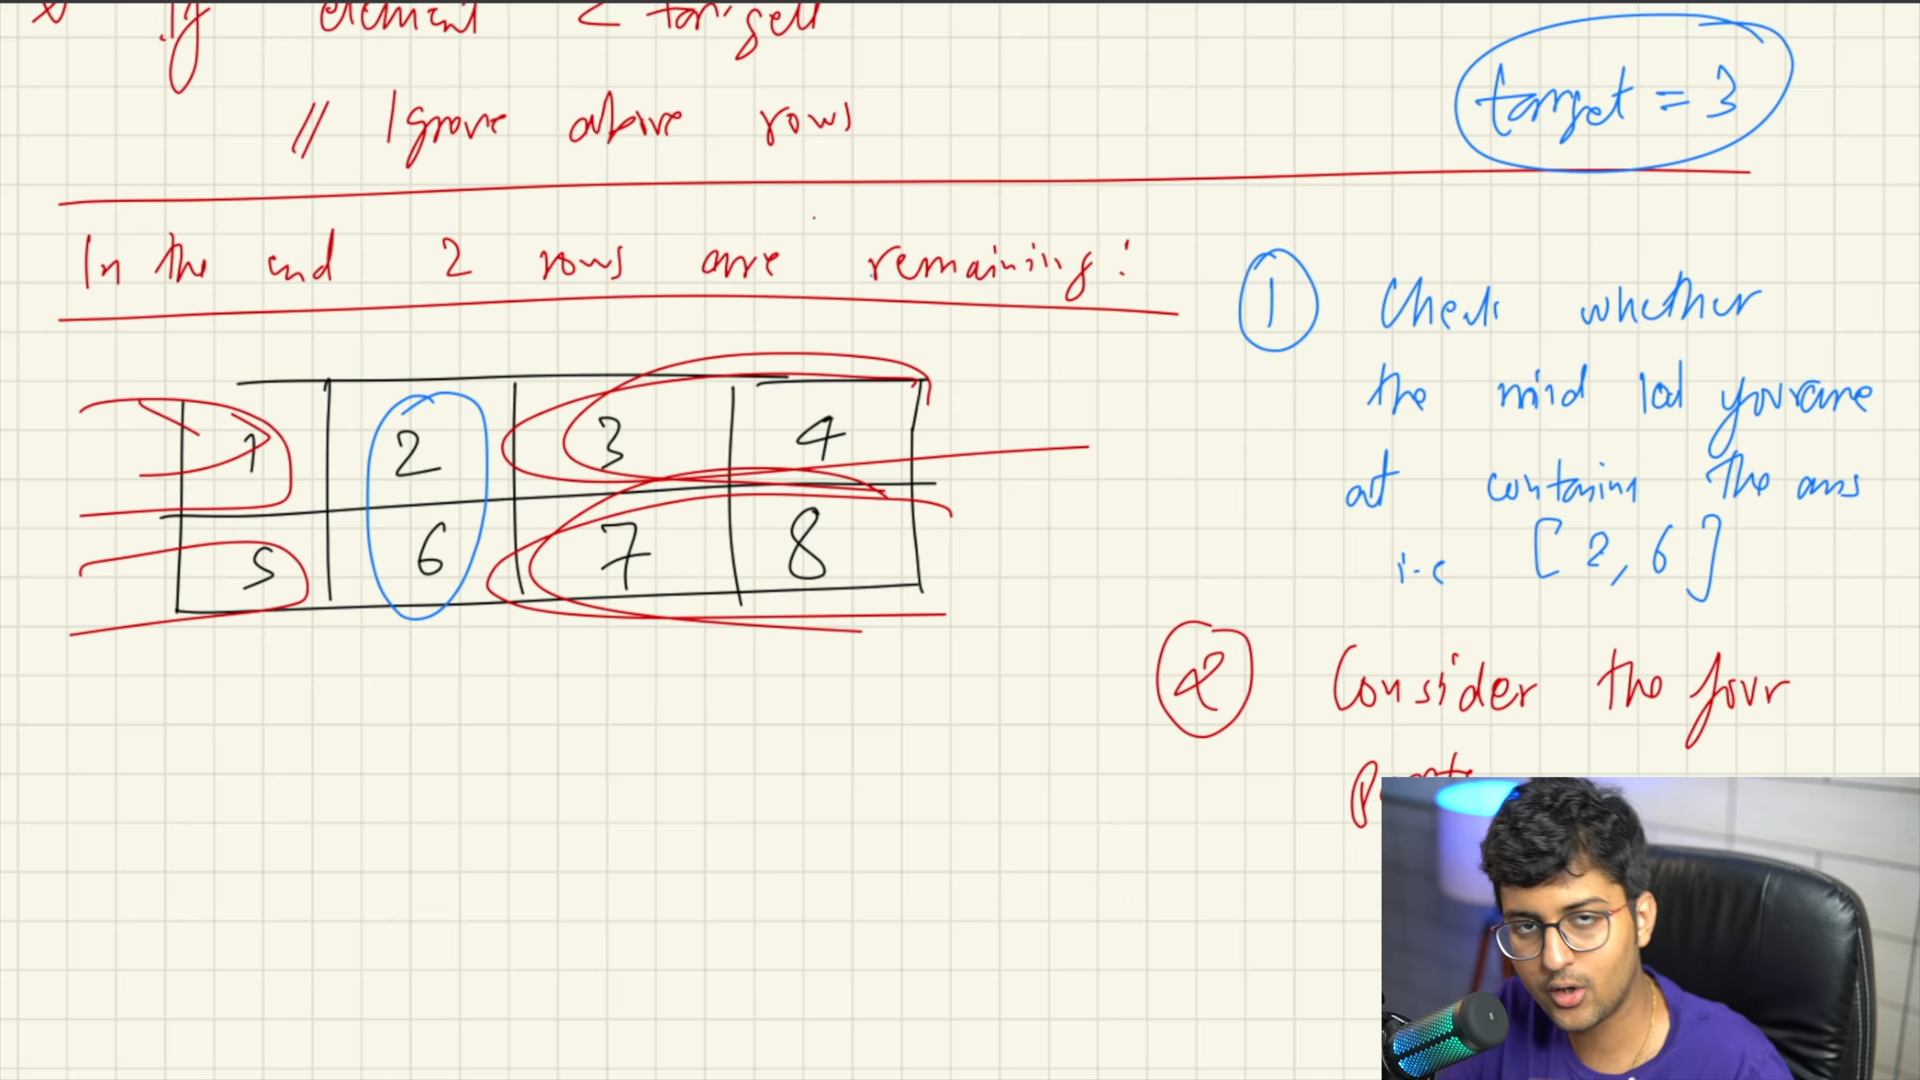 if element < target
// Ignore above rows
target = 3
In the end 2 rows are remaining:
1 2 3 4
5 6 7 8
1 Check whether
the mid col you are
at contains the ans
i.e [2, 6]
2 Consider the four